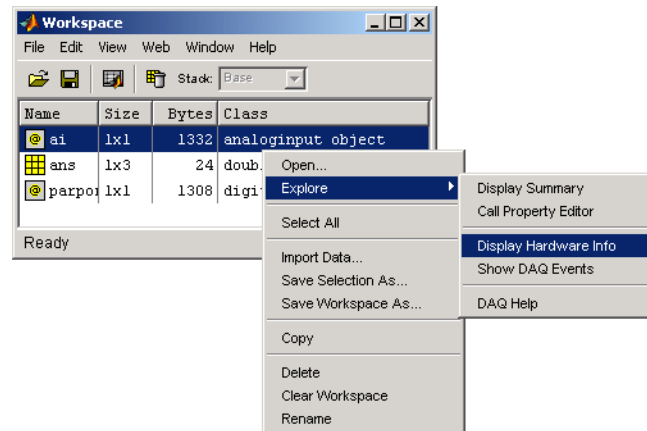 Workspace
File Edit View Web Window Help
Stack: Base
Name Size Bytes Class
ai 1x1 1332 analoginput object
ans 1x3 24 doub
parpor 1x1 1308 digi
Ready
Open...
Explore
Select All
Import Data...
Save Selection As...
Save Workspace As...
Copy
Delete
Clear Workspace
Rename
Display Summary
Call Property Editor
Display Hardware Info
Show DAQ Events
DAQ Help